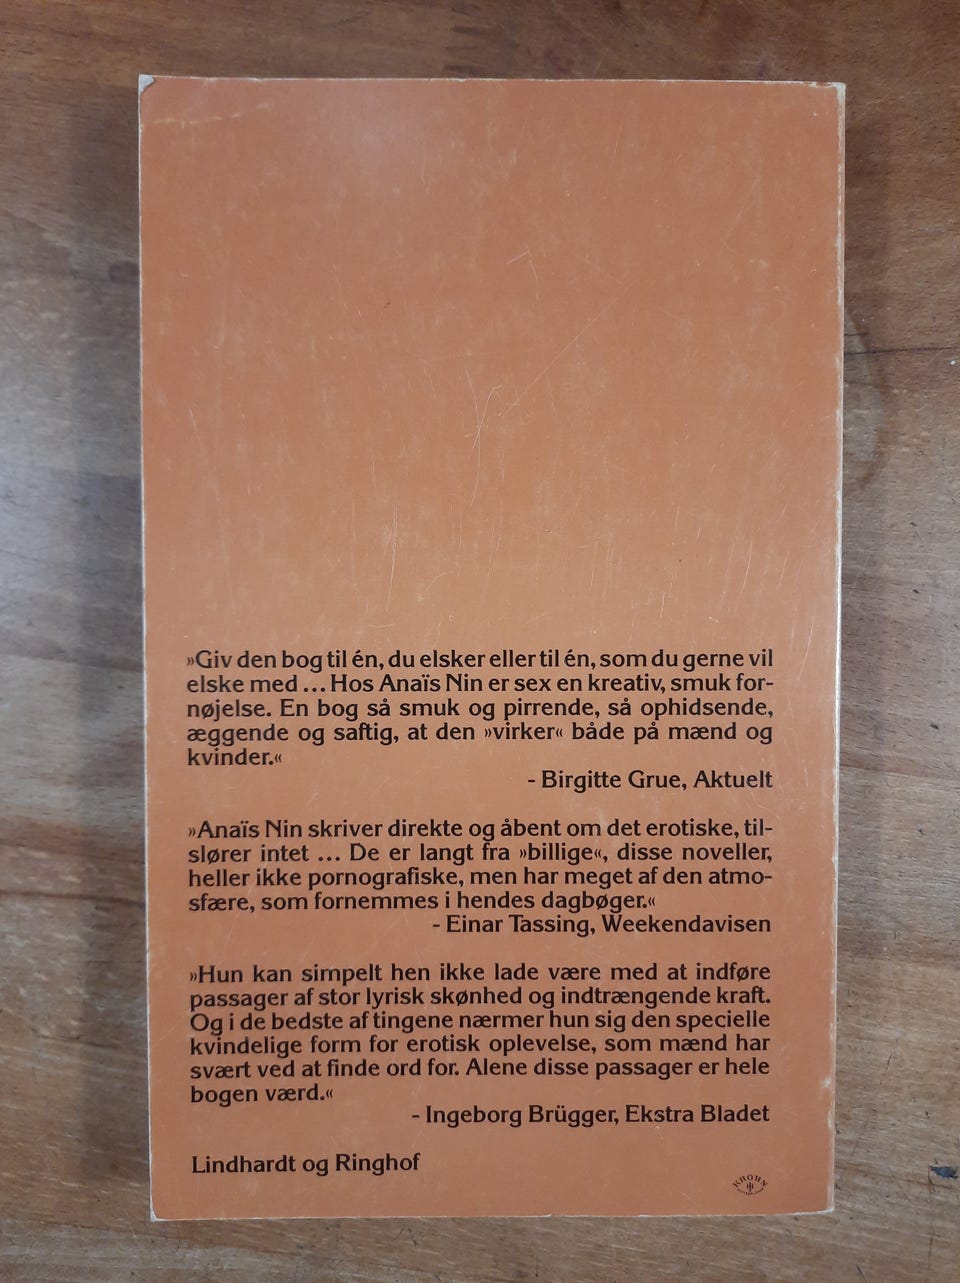 »Giv den bog til én, du elsker eller til én, som du gerne vil
elske med ... Hos Anaïs Nin er sex en kreativ, smuk for-
nøjelse. En bog så smuk og pirrende, så ophidsende,
æggende og saftig, at den »virker« både på mænd og
kvinder.«
- Birgitte Grue, Aktuelt
»Anaïs Nin skriver direkte og åbent om det erotiske, til-
slører intet ... De er langt fra »billige«, disse noveller,
heller ikke pornografiske, men har meget af den atmo-
sfære, som fornemmes i hendes dagbøger.«
- Einar Tassing, Weekendavisen
»Hun kan simpelt hen ikke lade være med at indføre
passager af stor lyrisk skønhed og indtrængende kraft.
Og i de bedste af tingene nærmer hun sig den specielle
kvindelige form for erotisk oplevelse, som mænd har
svært ved at finde ord for. Alene disse passager er hele
bogen værd.«
- Ingeborg Brügger, Ekstra Bladet
Lindhardt og Ringhof
KROHN